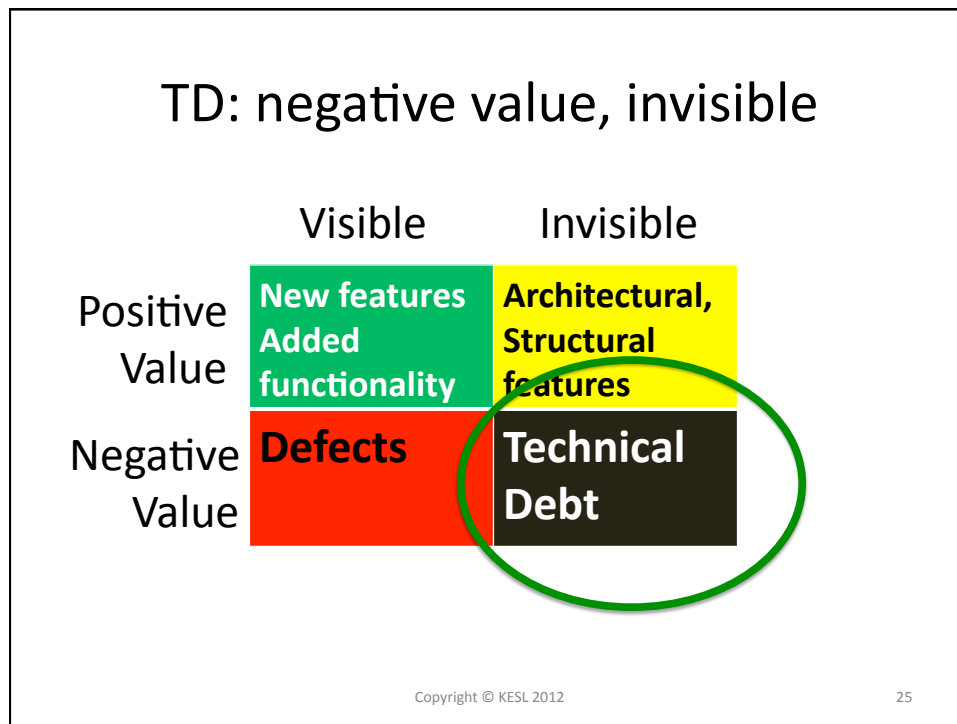 TD: negative value, invisible
Visible Invisible
Positive
Value
New features
Added
functionality
Architectural,
Structural
features
Negative
Value
Defects
Technical
Debt
Copyright © KESL 2012
25